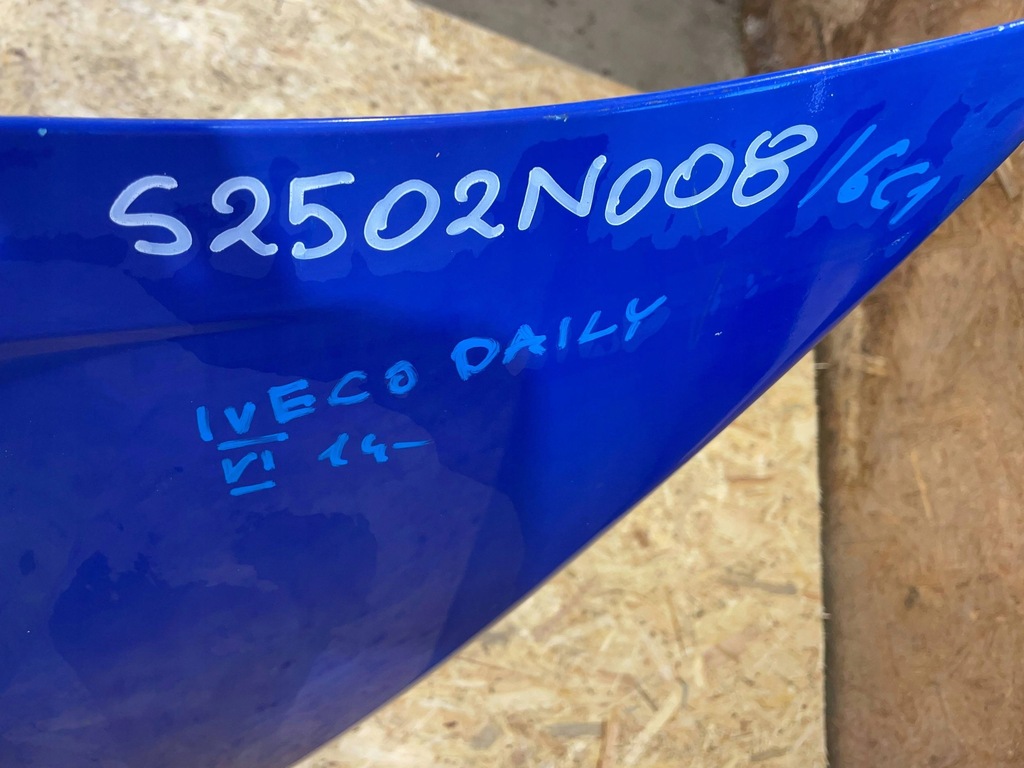 S2502N008/6C1
IVECO DAILY
VI 14-